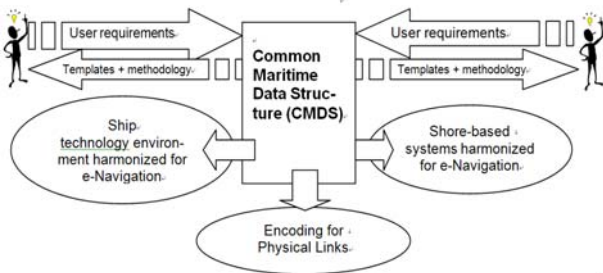 User requirements
User requirements
Templates + methodology
Templates + methodology
Common
Maritime
Data Struc-
ture (CMDS)
Ship
technology environ-
ment harmonized for
e-Navigation
Shore-based
systems harmonized
for e-Navigation
Encoding for
Physical Links